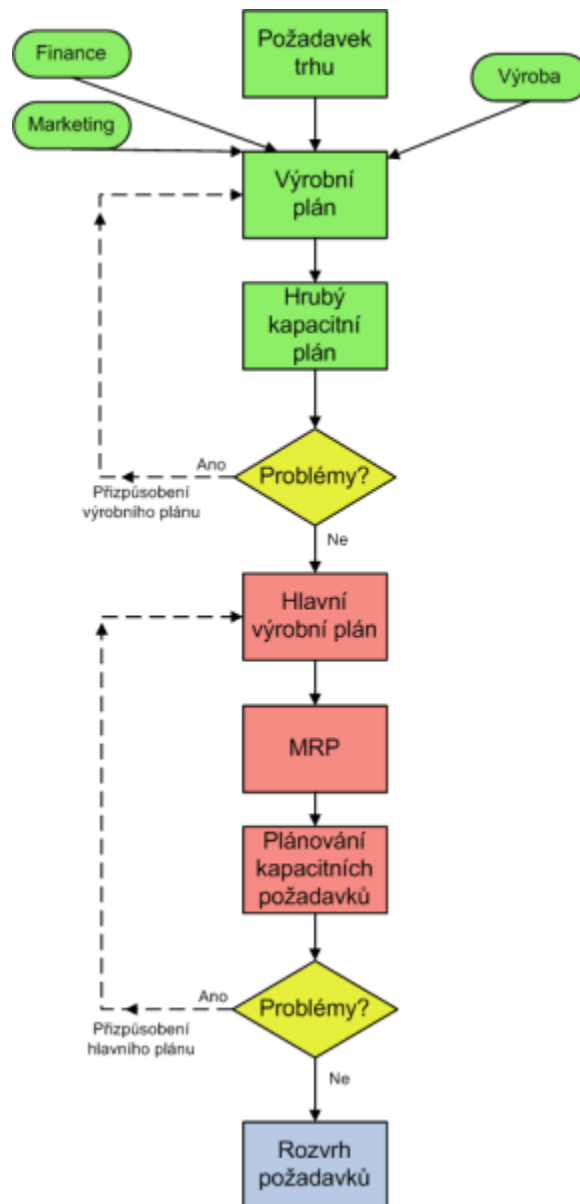 Finance
Požadavek
trhu
Výroba
Marketing
Výrobní
plán
Hrubý
kapacitní
plán
Problémy?
Ano
Přizpůsobení
výrobního plánu
Ne
Hlavní
výrobní plán
MRP
Plánování
kapacitních
požadavků
Problémy?
Ano
Přizpůsobení
hlavního plánu
Ne
Rozvrh
požadavků